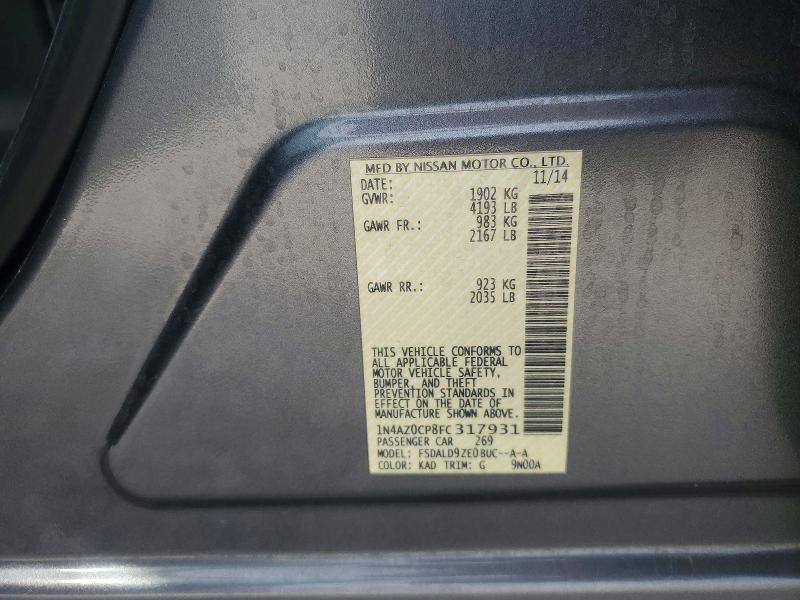 MFD BY NISSAN MOTOR CO., LTD.
DATE: 11/14
GVWR: 1902 KG
4193 LB
GAWR FR.: 983 KG
2167 LB
GAWR RR.: 923 KG
2035 LB
THIS VEHICLE CONFORMS TO
ALL APPLICABLE FEDERAL
MOTOR VEHICLE SAFETY,
BUMPER, AND THEFT
PREVENTION STANDARDS IN
EFFECT ON THE DATE OF
MANUFACTURE SHOWN ABOVE.
1N4AZ0CP8FC317931
PASSENGER CAR 269
MODEL: FSDALD9ZE0BUC--A-A
COLOR: KAD TRIM: G 9N00A